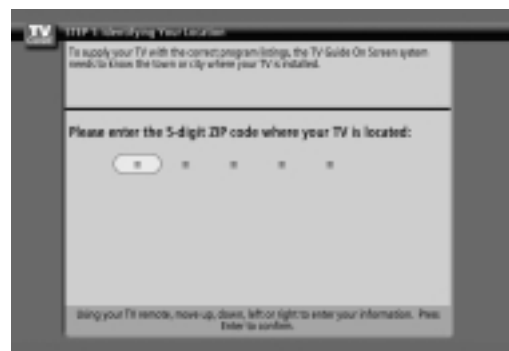 TV
GUIDE
STEP 1: Identifying Your Location
To supply your TV with the correct program listings, the TV Guide On Screen system
needs to know the town or city where your TV is installed.
Please enter the 5-digit ZIP code where your TV is located:
Using your TV remote, move up, down, left or right to enter your information. Press
Enter to confirm.